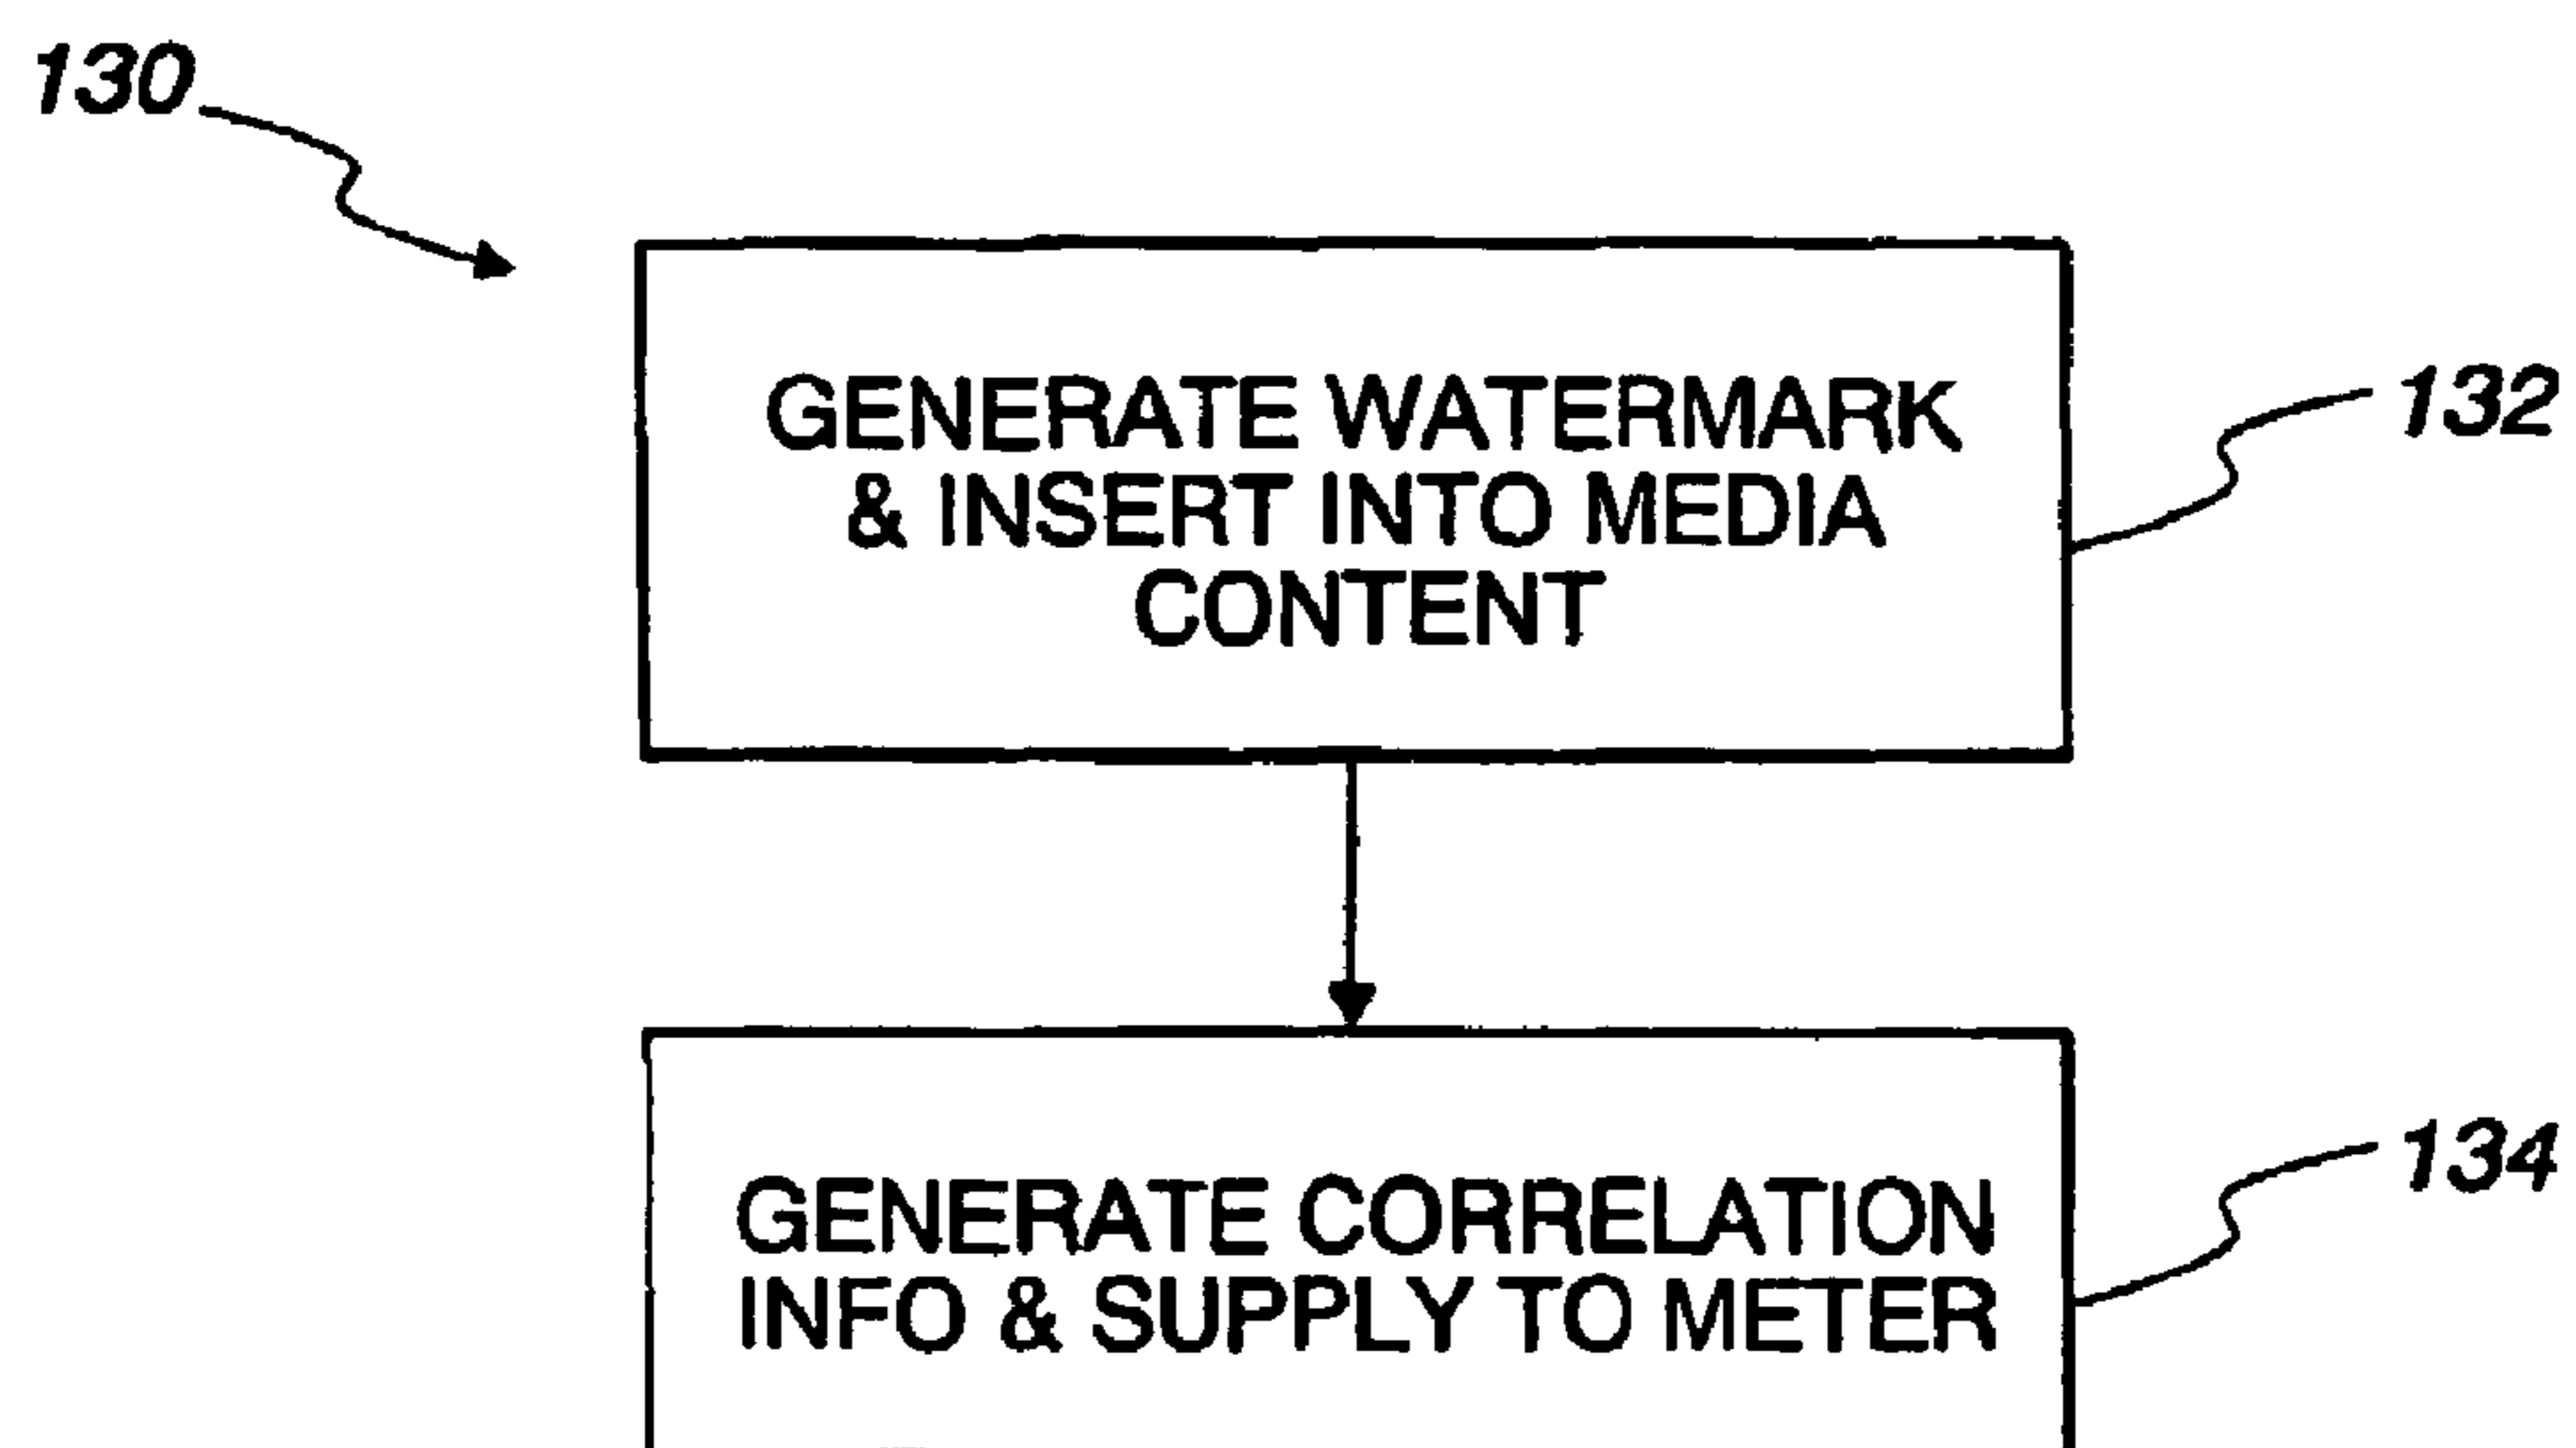 130
GENERATE WATERMARK
& INSERT INTO MEDIA
CONTENT
132
GENERATE CORRELATION
INFO & SUPPLY TO METER
134